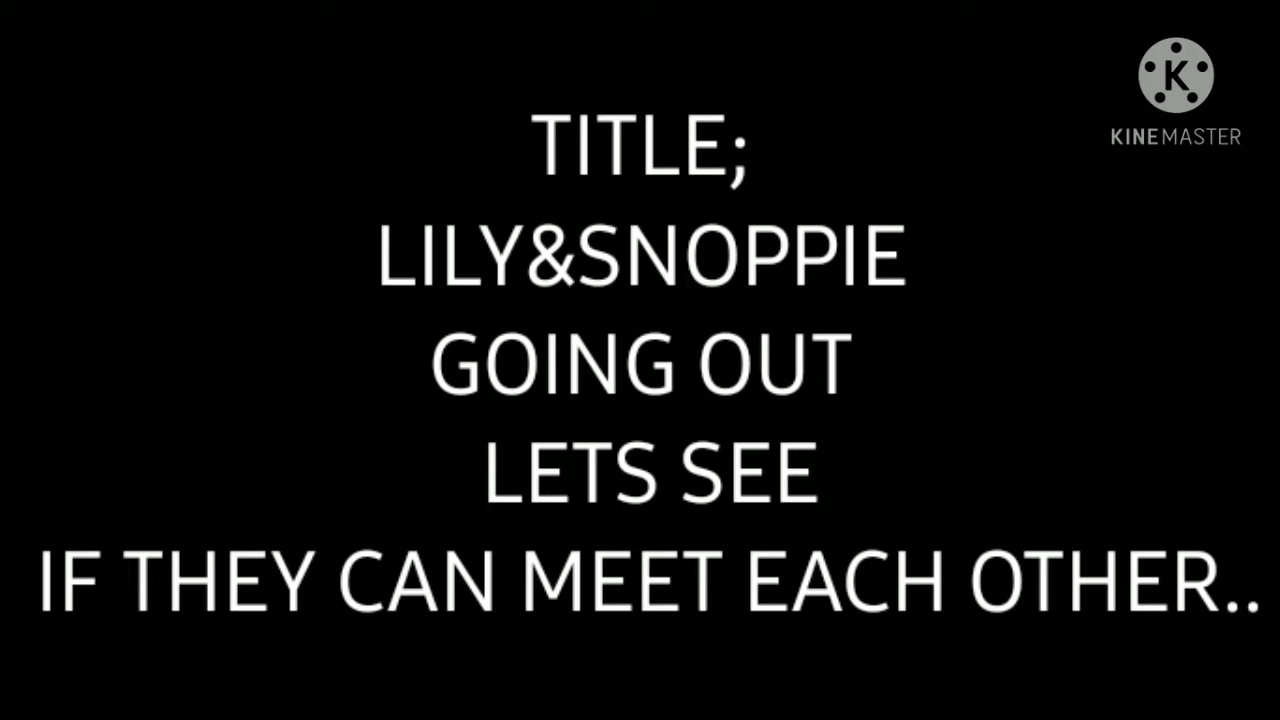 K
KINEMASTER
TITLE;
LILY&SNOPPIE
GOING OUT
LETS SEE
IF THEY CAN MEET EACH OTHER..